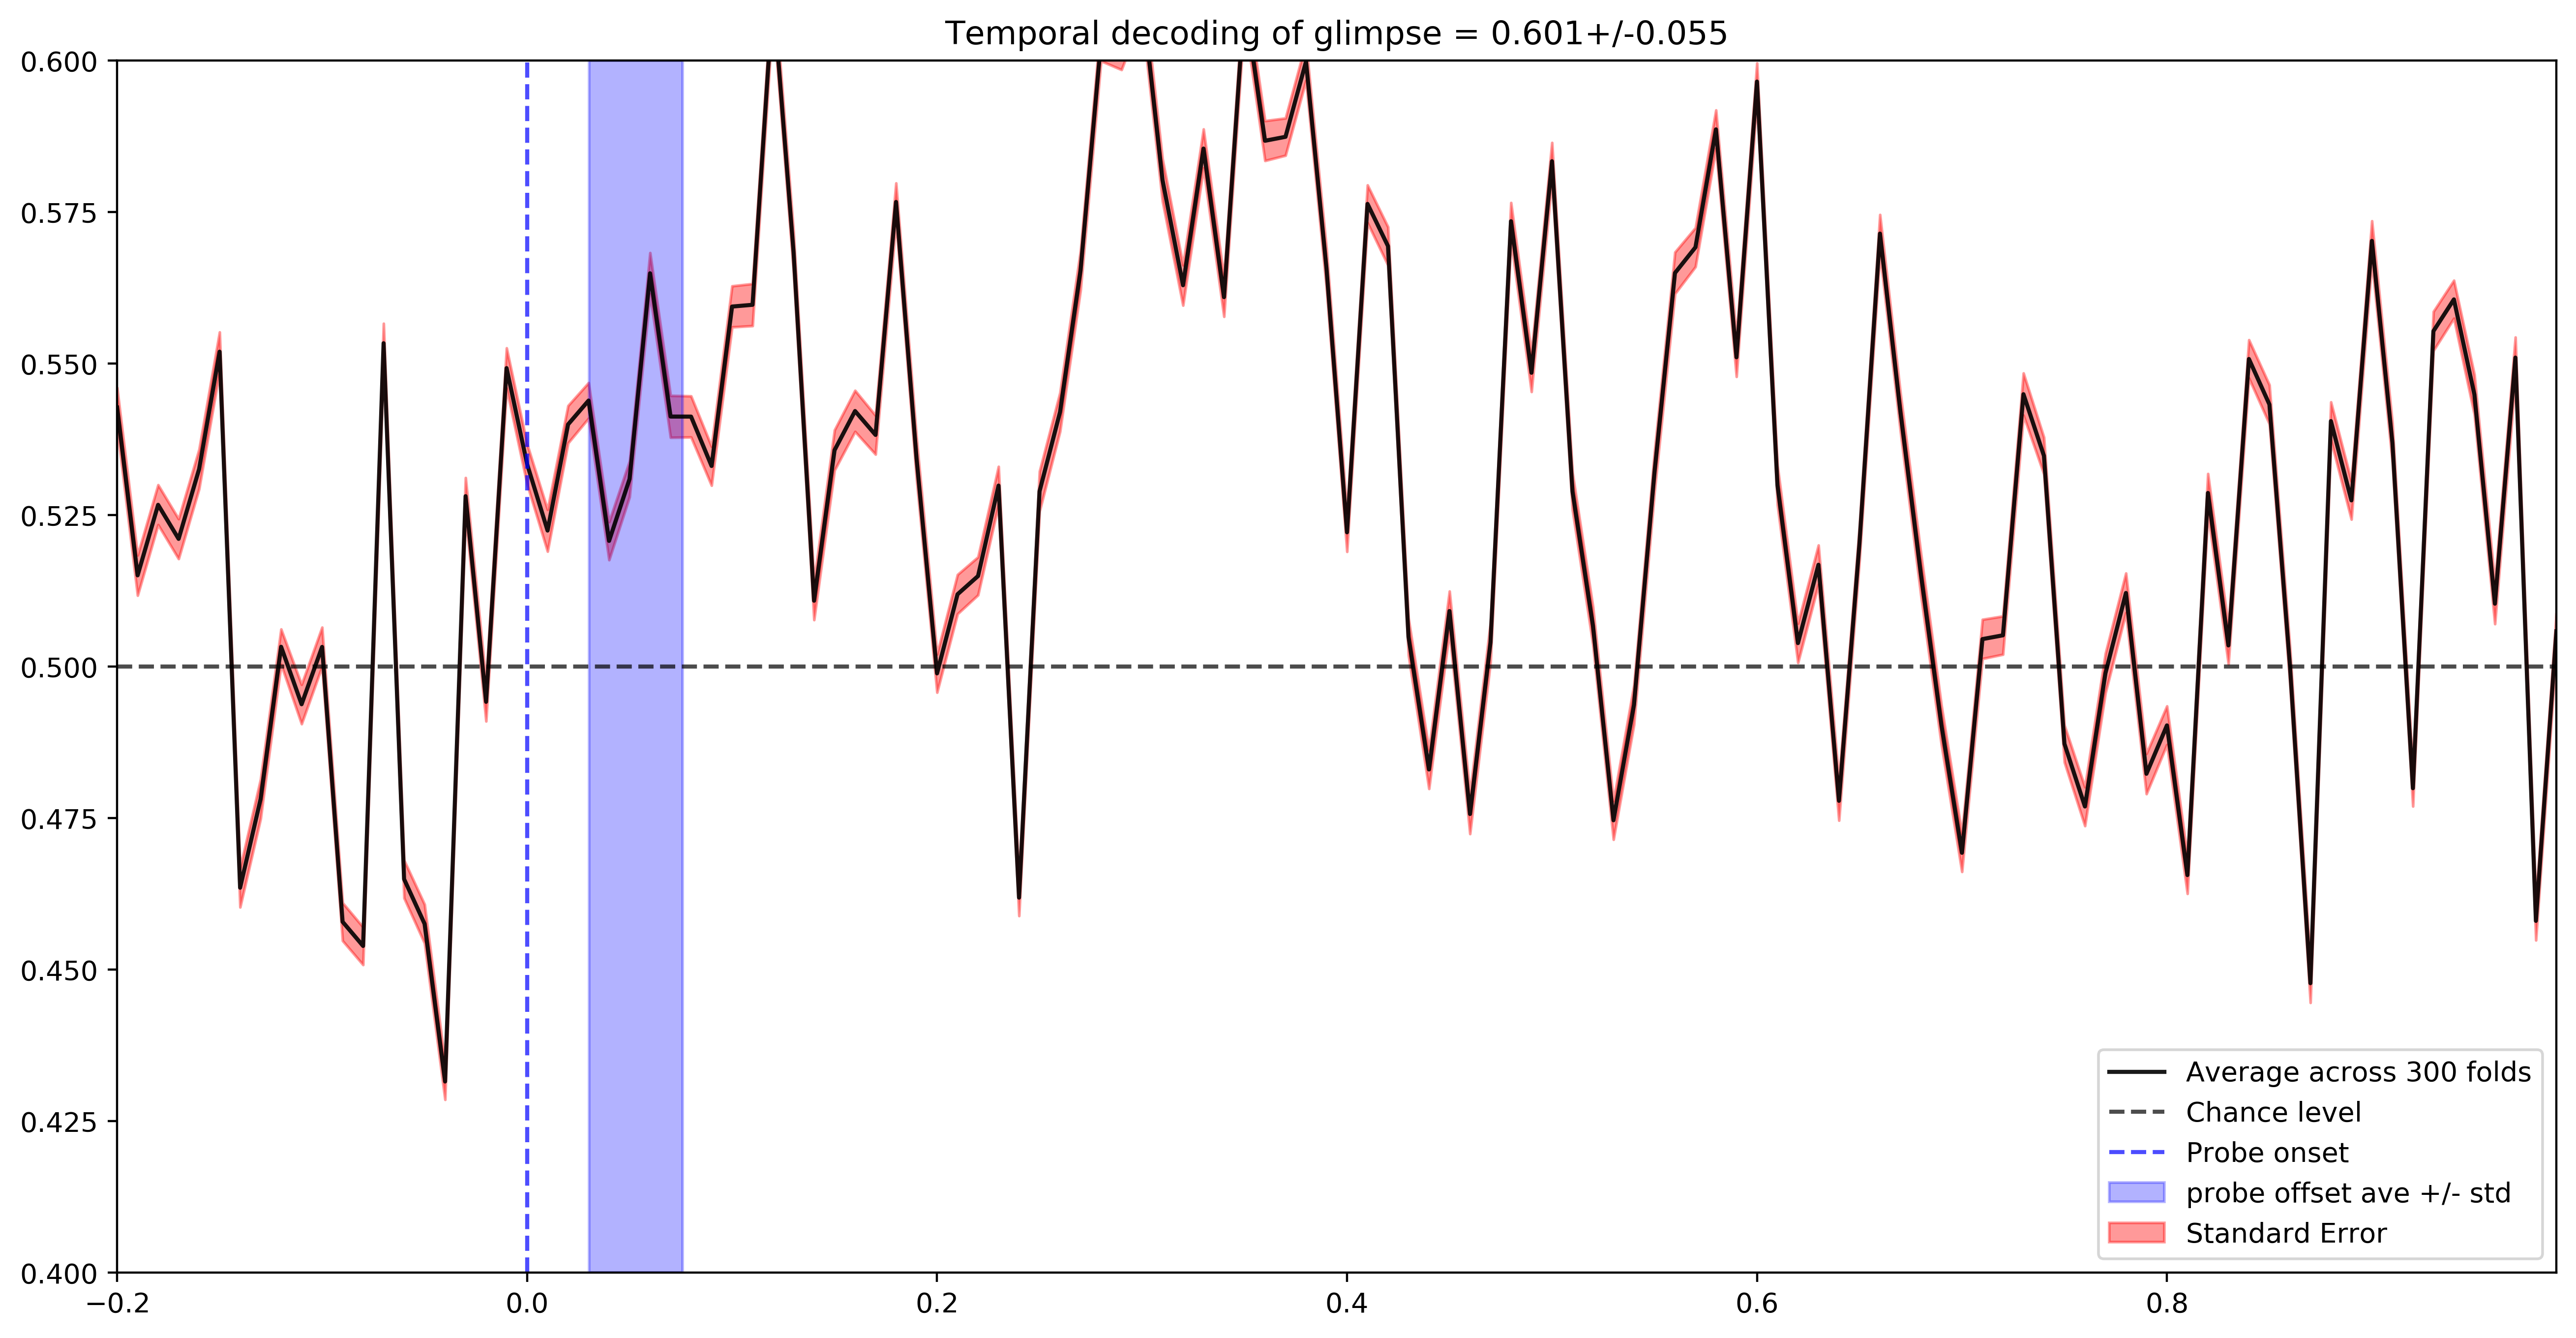 Temporal decoding of glimpse = 0.601+/-0.055
0.600
0.575
0.550
0.525
0.500
0.475
0.450
0.425
0.400
−0.2
0.0
0.2
0.4
0.6
0.8
Average across 300 folds
Chance level
Probe onset
probe offset ave +/- std
Standard Error